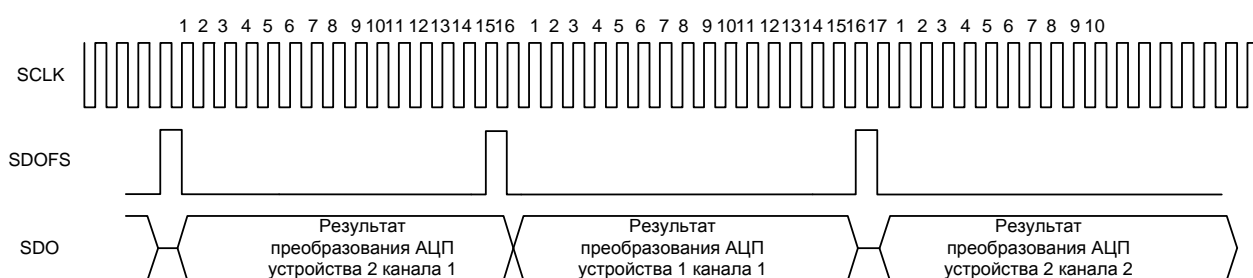 1 2 3 4 5 6 7 8 9 10 11 12 13 14 15 16 1 2 3 4 5 6 7 8 9 10 11 12 13 14 15 16 17 1 2 3 4 5 6 7 8 9 10
SCLK
SDOFS
SDO
Результат
преобразования АЦП
устройства 2 канала 1
Результат
преобразования АЦП
устройства 1 канала 1
Результат
преобразования АЦП
устройства 2 канала 2